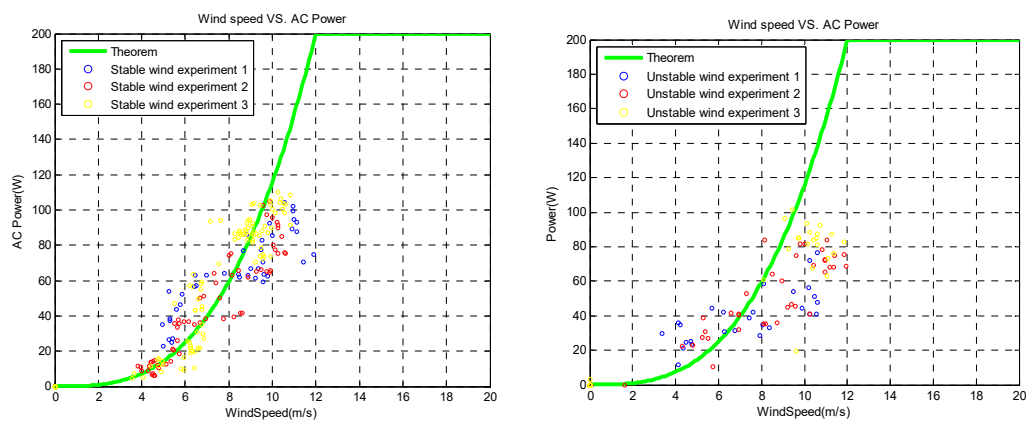 Wind speed VS. AC Power
200
180
160
140
120
100
80
60
40
20
0
AC Power(W)
Theorem
Stable wind experiment 1
Stable wind experiment 2
Stable wind experiment 3
0 2 4 6 8 10 12 14 16 18 20
WindSpeed(m/s)
Wind speed VS. AC Power
200
180
160
140
120
100
80
60
40
20
0
Power(W)
Theorem
Unstable wind experiment 1
Unstable wind experiment 2
Unstable wind experiment 3
0 2 4 6 8 10 12 14 16 18 20
WindSpeed(m/s)